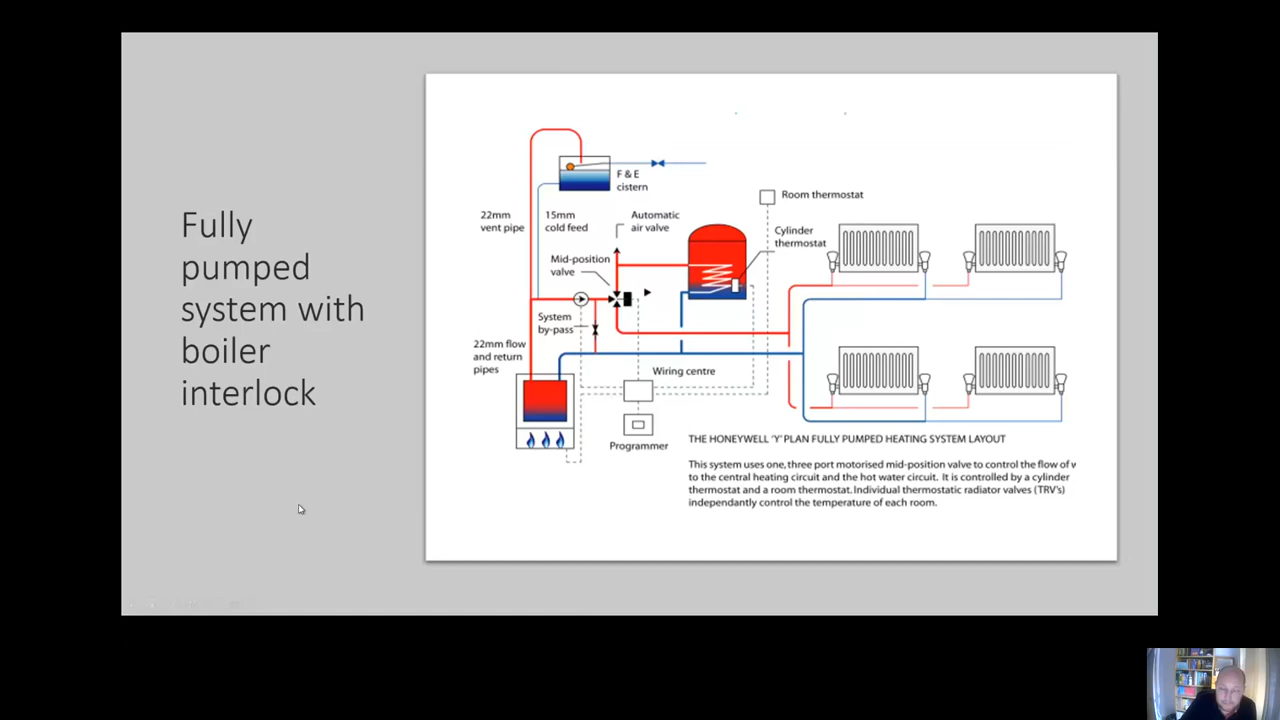 Fully
pumped
system with
boiler
interlock
F & E
cistern
22mm
vent pipe
15mm
cold feed
Automatic
air valve
Room thermostat
Cylinder
thermostat
Mid-position
valve
System
by-pass
22mm flow
and return
pipes
Wiring centre
Programmer
THE HONEYWELL 'Y' PLAN FULLY PUMPED HEATING SYSTEM LAYOUT
This system uses one, three port motorised mid-position valve to control the flow of w
to the central heating circuit and the hot water circuit. It is controlled by a cylinder
thermostat and a room thermostat. Individual thermostatic radiator valves (TRV's)
independantly control the temperature of each room.